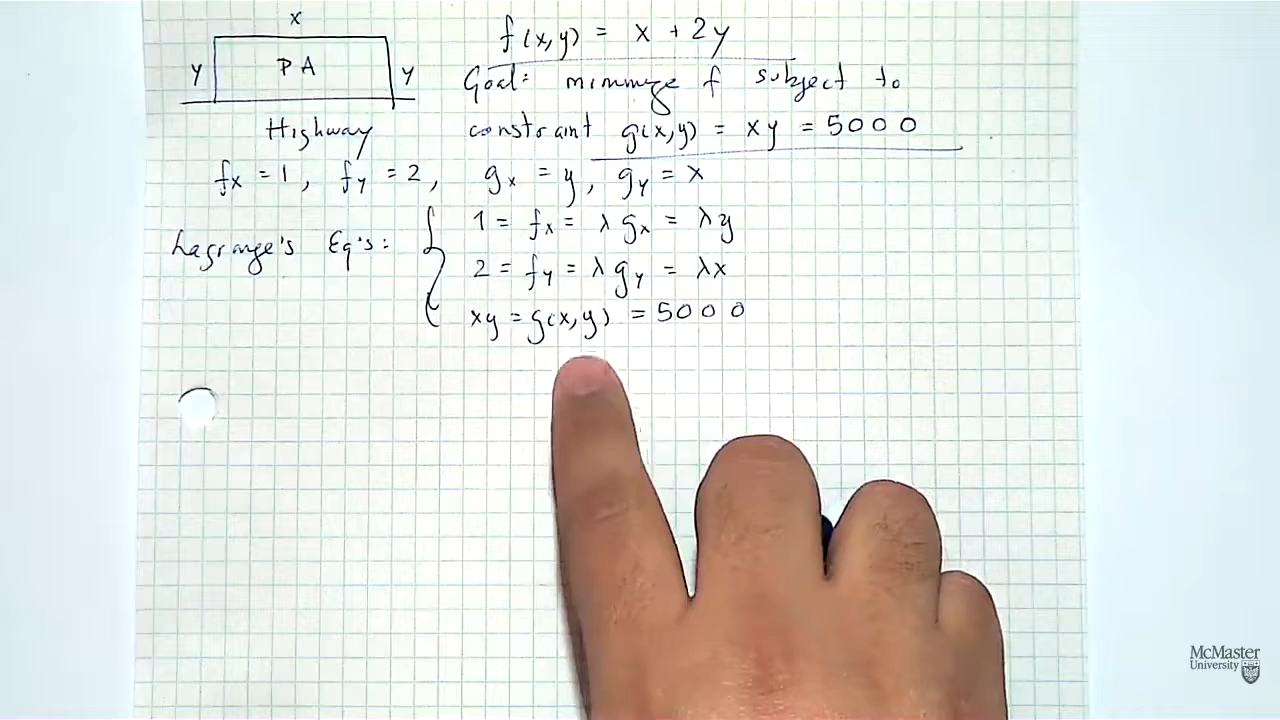 x
y PA y
Highway
f(x,y) = x + 2y
Goal: minimize f subject to
constraint g(x,y) = xy = 5000
fx = 1, fy = 2, gx = y, gy = x
Lagrange's Eq's:
1 = fx = λgx = λy
2 = fy = λgy = λx
xy = g(x,y) = 5000
McMaster
University